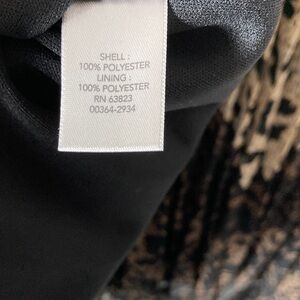 SHELL :
100% POLYESTER
LINING :
100% POLYESTER
RN 63823
00364-2934